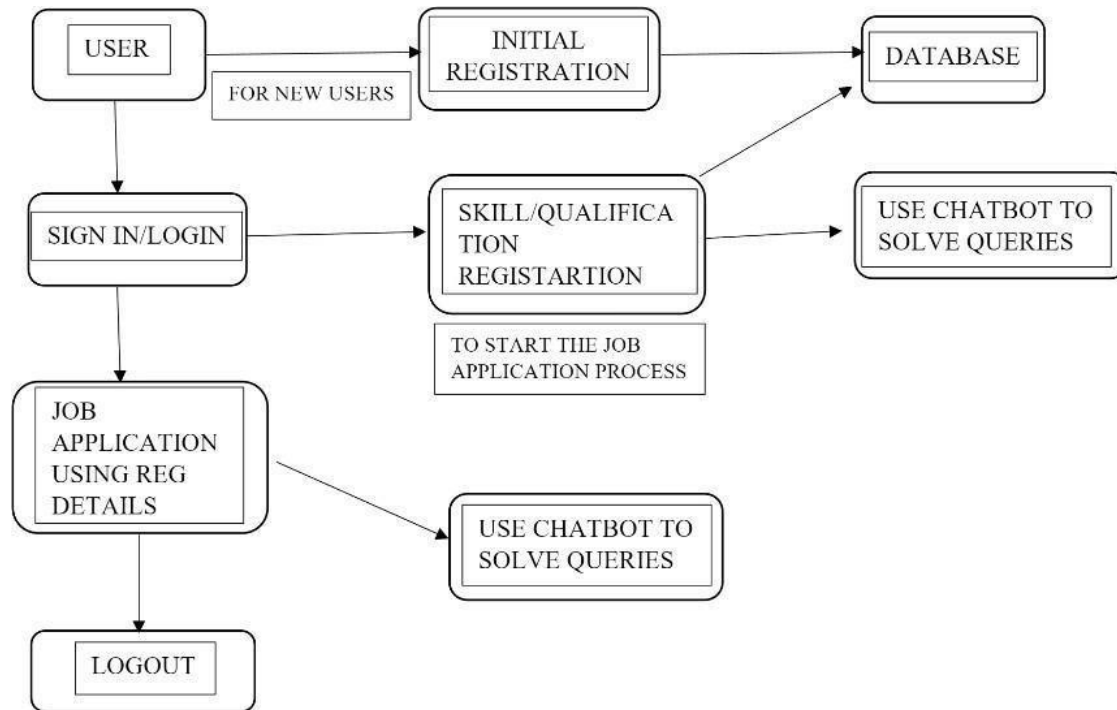 USER
INITIAL
REGISTRATION
DATABASE
FOR NEW USERS
SIGN IN/LOGIN
SKILL/QUALIFICA
TION
REGISTARTION
USE CHATBOT TO
SOLVE QUERIES
TO START THE JOB
APPLICATION PROCESS
JOB
APPLICATION
USING REG
DETAILS
USE CHATBOT TO
SOLVE QUERIES
LOGOUT